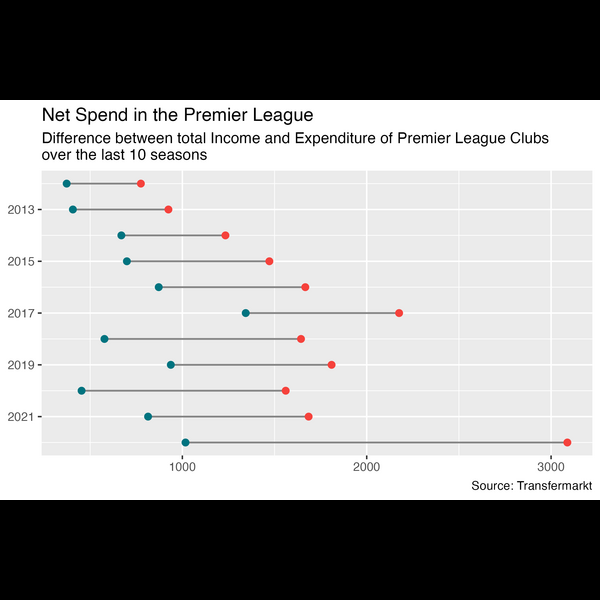 Net Spend in the Premier League
Difference between total Income and Expenditure of Premier League Clubs
over the last 10 seasons
2013
2015
2017
2019
2021
1000 2000 3000
Source: Transfermarkt